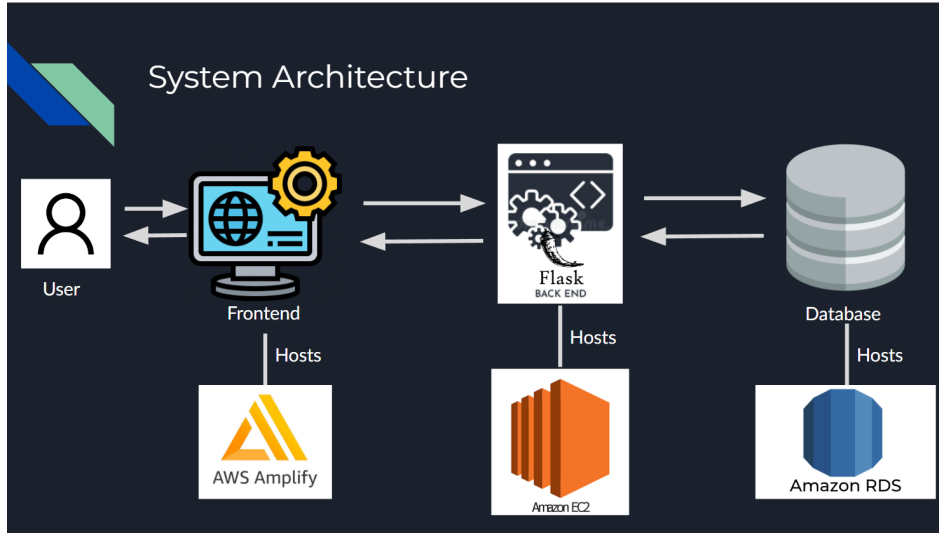 System Architecture
User
Frontend
Flask
BACK END
Database
Hosts
Hosts
Hosts
AWS Amplify
Amazon EC2
Amazon RDS